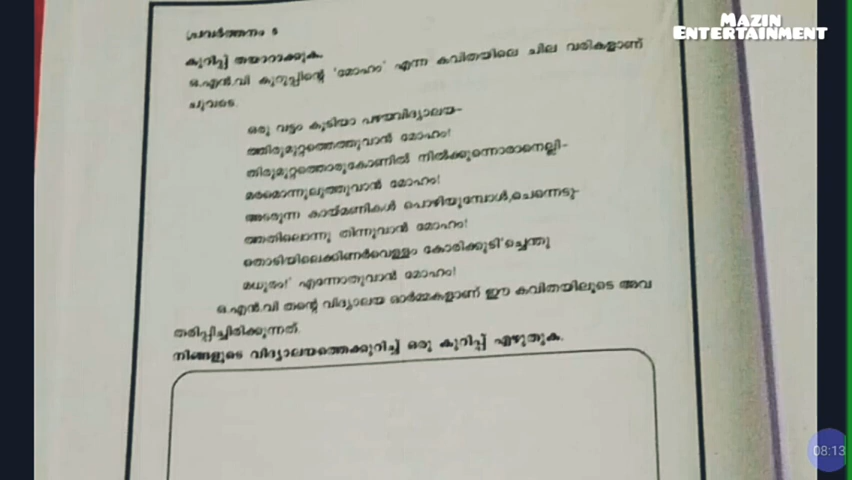 MAZIN
ENTERTAINMENT
പ്രവർത്തനം 5
കുറിപ്പ് തയാറാക്കുക.
ഒ.എൻ.വി കുറുപ്പിന്റെ 'മോഹം' എന്ന കവിതയിലെ ചില വരികളാണ്
ചുവടെ.
ഒരു വട്ടം കൂടിയാ പഴയവിദ്യാലയ-
ത്തിരുമുറ്റത്തെത്തുവാൻ മോഹം!
തിരുമുറ്റത്തൊരുകോണിൽ നിൽക്കുന്നൊരാനെല്ലി-
മരമൊന്നുലുത്തുവാൻ മോഹം!
അടരുന്ന കായ്മണികൾ പൊഴിയുമ്പോൾ,ചെന്നെടു-
ത്തതിലൊന്നു തിന്നുവാൻ മോഹം!
തൊടിയിലെക്കിണർവെള്ളം കോരിക്കുടിച്ചെന്തു
മധുരം!' എന്നോതുവാൻ മോഹം!
ഒ.എൻ.വി തന്റെ വിദ്യാലയ ഓർമ്മകളാണ് ഈ കവിതയിലൂടെ അവ
തരിപ്പിച്ചിരിക്കുന്നത്.
നിങ്ങളുടെ വിദ്യാലയത്തെക്കുറിച്ച് ഒരു കുറിപ്പ് എഴുതുക.
08:13